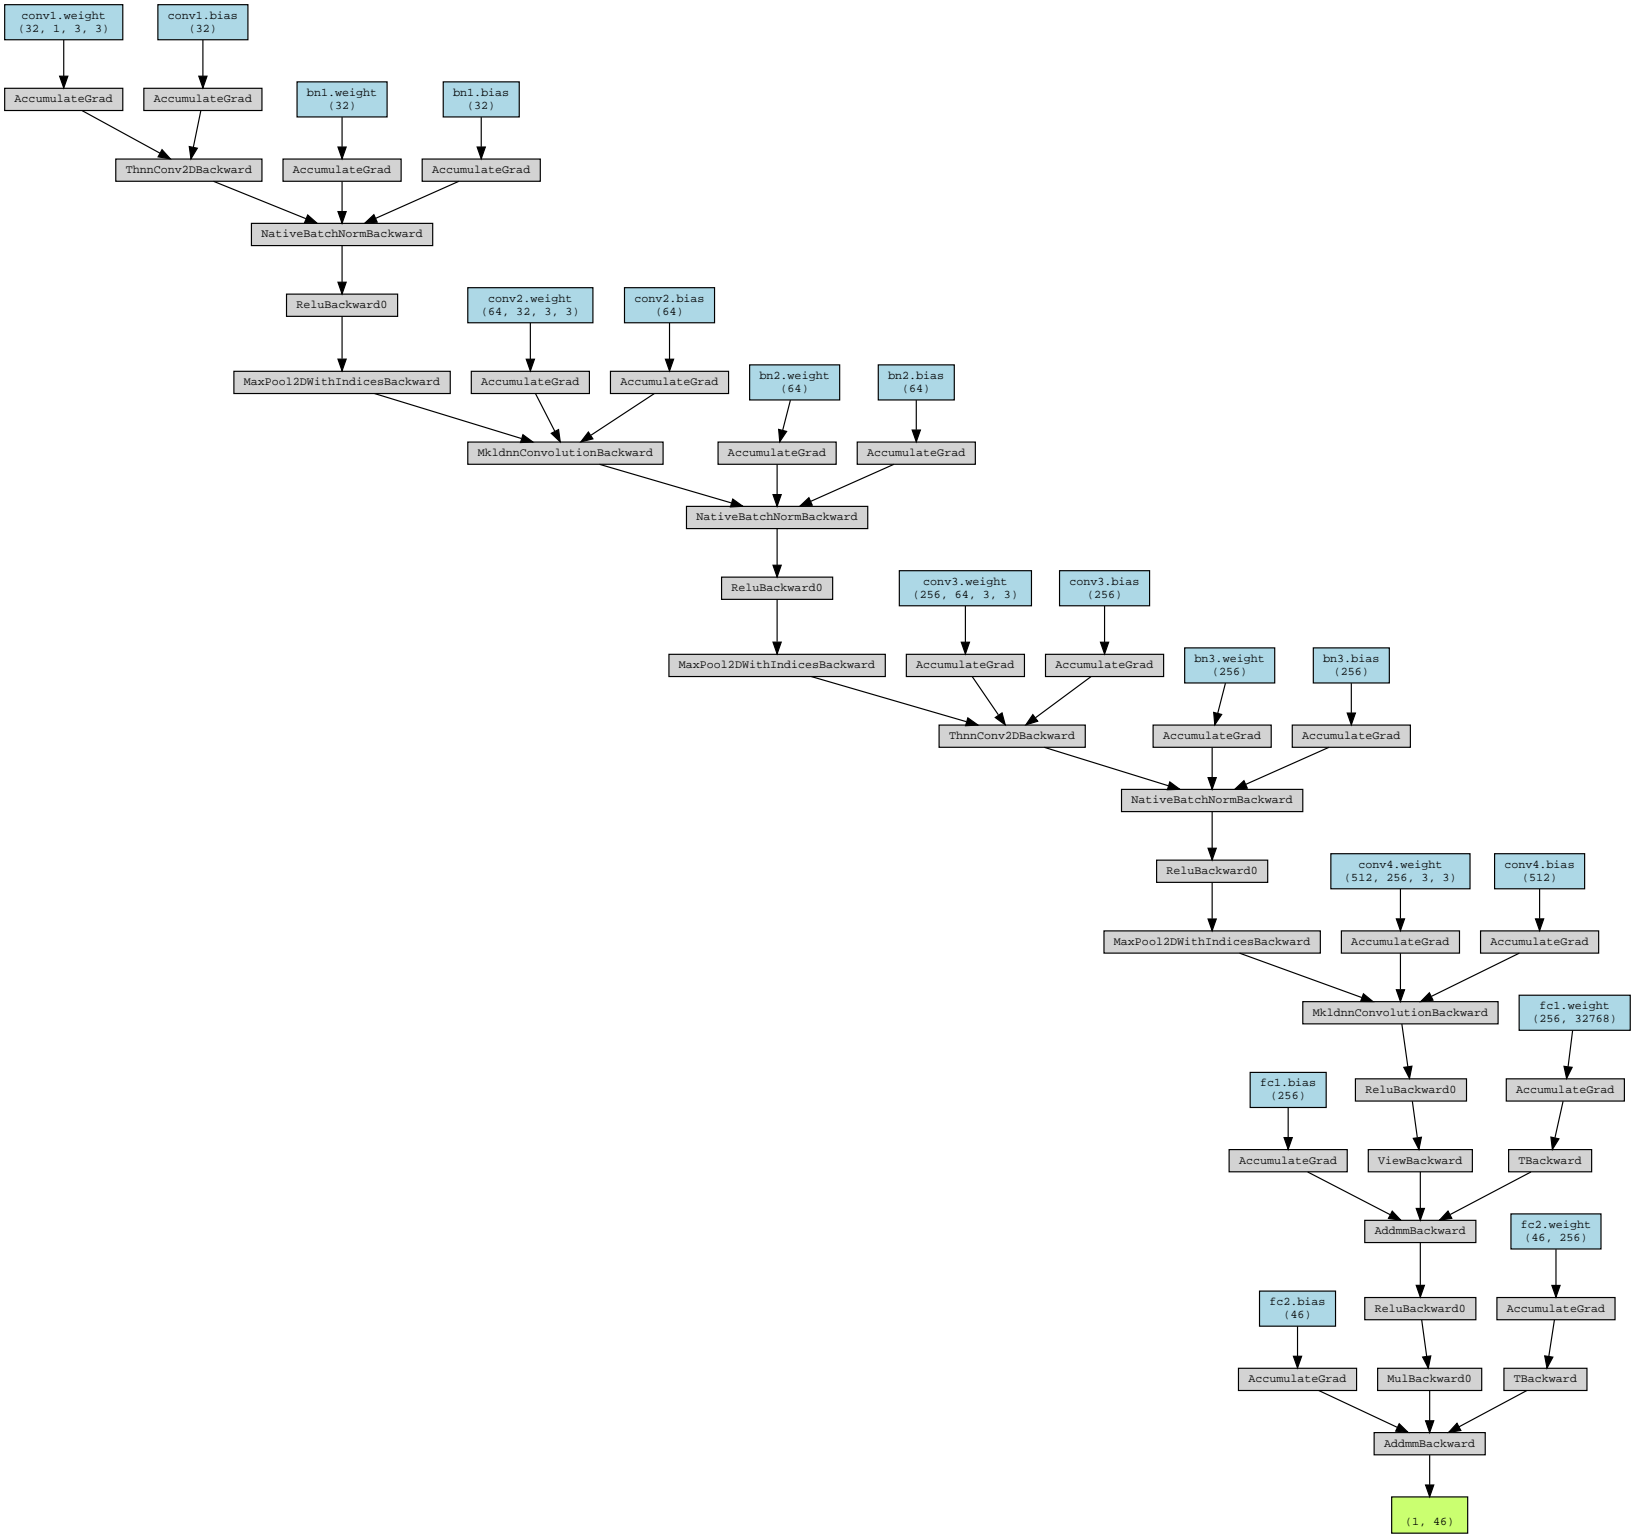 conv1.weight
(32, 1, 3, 3)
conv1.bias
(32)
AccumulateGrad
AccumulateGrad
bn1.weight
(32)
bn1.bias
(32)
ThnnConv2DBackward
AccumulateGrad
AccumulateGrad
NativeBatchNormBackward
ReluBackward0
conv2.weight
(64, 32, 3, 3)
conv2.bias
(64)
MaxPool2DWithIndicesBackward
AccumulateGrad
AccumulateGrad
bn2.weight
(64)
bn2.bias
(64)
MkldnnConvolutionBackward
AccumulateGrad
AccumulateGrad
NativeBatchNormBackward
ReluBackward0
conv3.weight
(256, 64, 3, 3)
conv3.bias
(256)
MaxPool2DWithIndicesBackward
AccumulateGrad
AccumulateGrad
bn3.weight
(256)
bn3.bias
(256)
ThnnConv2DBackward
AccumulateGrad
AccumulateGrad
NativeBatchNormBackward
ReluBackward0
conv4.weight
(512, 256, 3, 3)
conv4.bias
(512)
MaxPool2DWithIndicesBackward
AccumulateGrad
AccumulateGrad
MkldnnConvolutionBackward
fc1.weight
(256, 32768)
fc1.bias
(256)
ReluBackward0
AccumulateGrad
AccumulateGrad
ViewBackward
TBackward
AddmmBackward
fc2.weight
(46, 256)
fc2.bias
(46)
ReluBackward0
AccumulateGrad
AccumulateGrad
MulBackward0
TBackward
AddmmBackward
(1, 46)